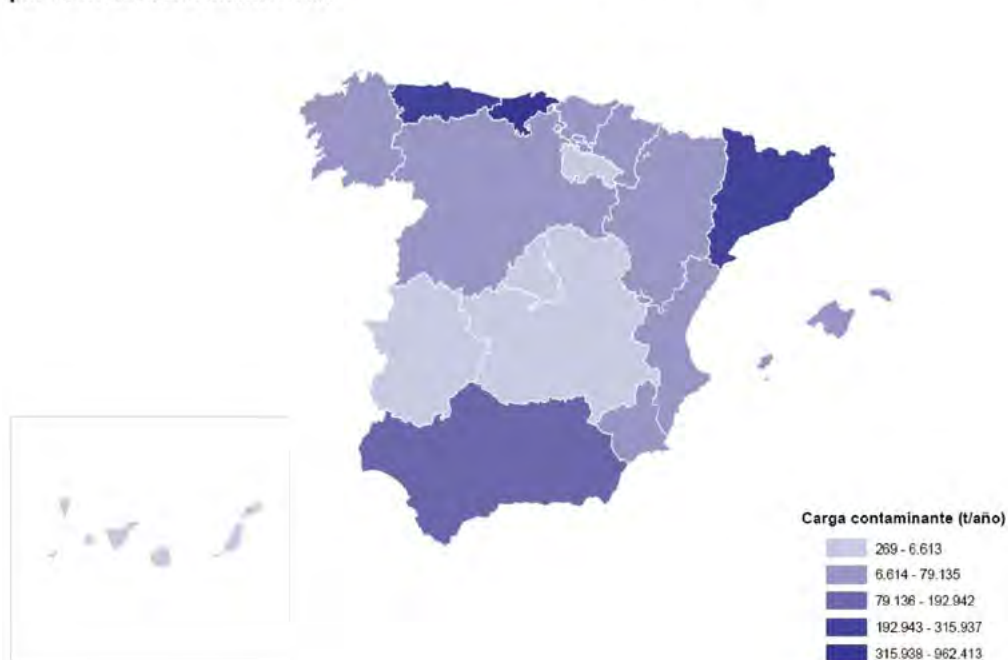 Carga contaminante (t/año)
269 - 6.613
6.614 - 79.135
79.136 - 192.942
192.943 - 315.937
315.938 - 962.413